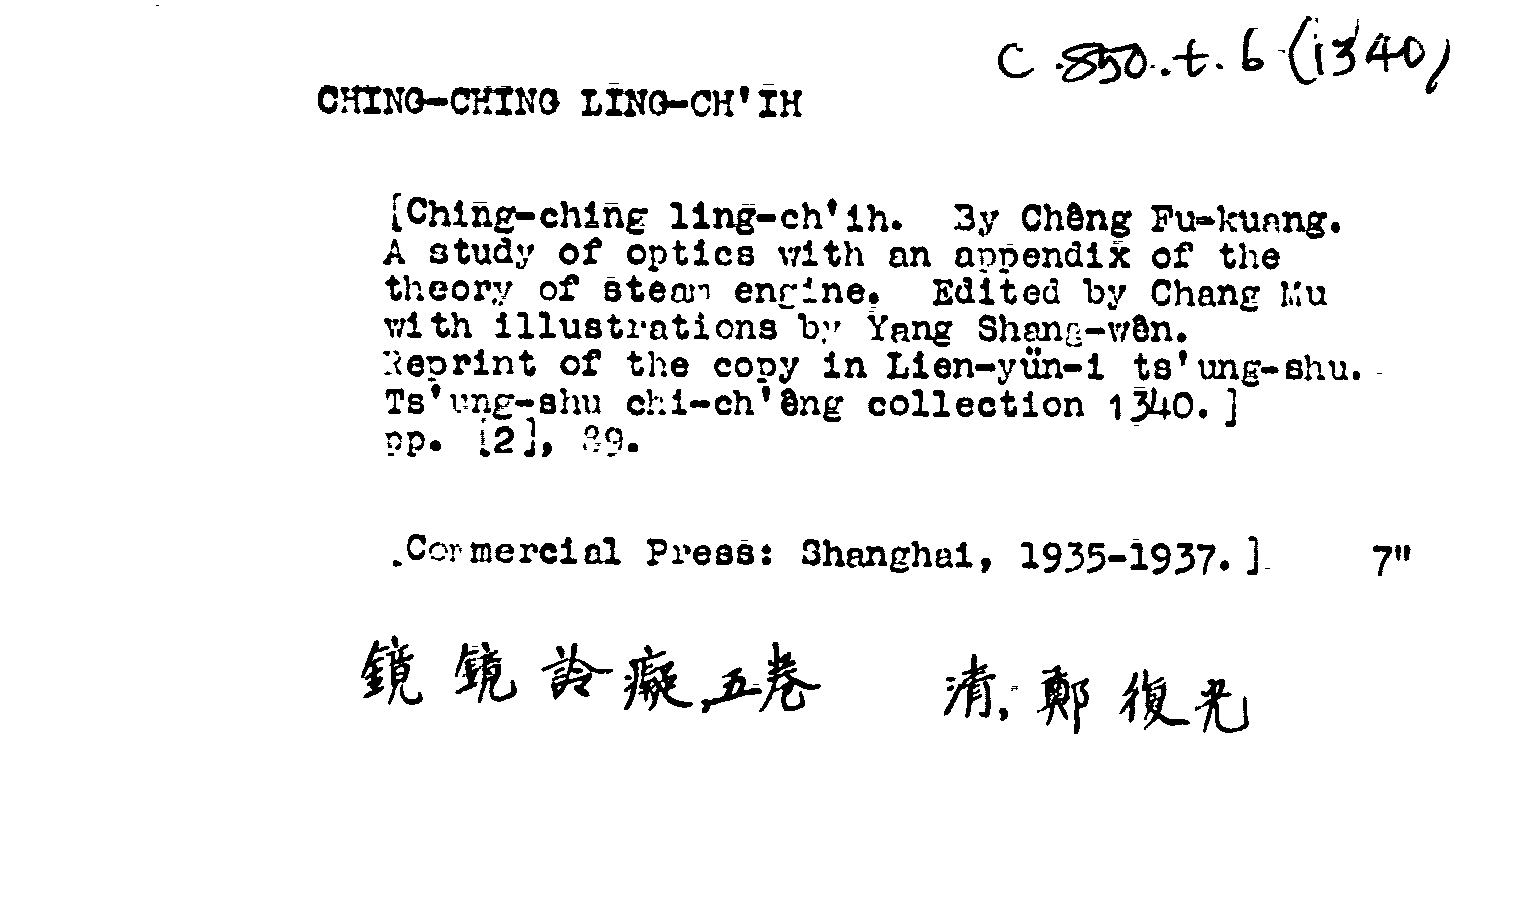 C.850.t.6 (1340)
CHING-CHING LING-CH'IH
[Ching-ching ling-ch'ih. By Chêng Fu-kuang.
A study of optics with an appendix of the
theory of steam engine. Edited by Chang Mu
with illustrations by Yang Shang-wên.
Reprint of the copy in Lien-yün-i ts'ung-shu.
Ts'ung-shu chi-ch'êng collection 1340.]
pp. [2], 89.
[Commercial Press: Shanghai, 1935-1937.] 7"
鏡鏡詅癡,五卷 清,鄭復光